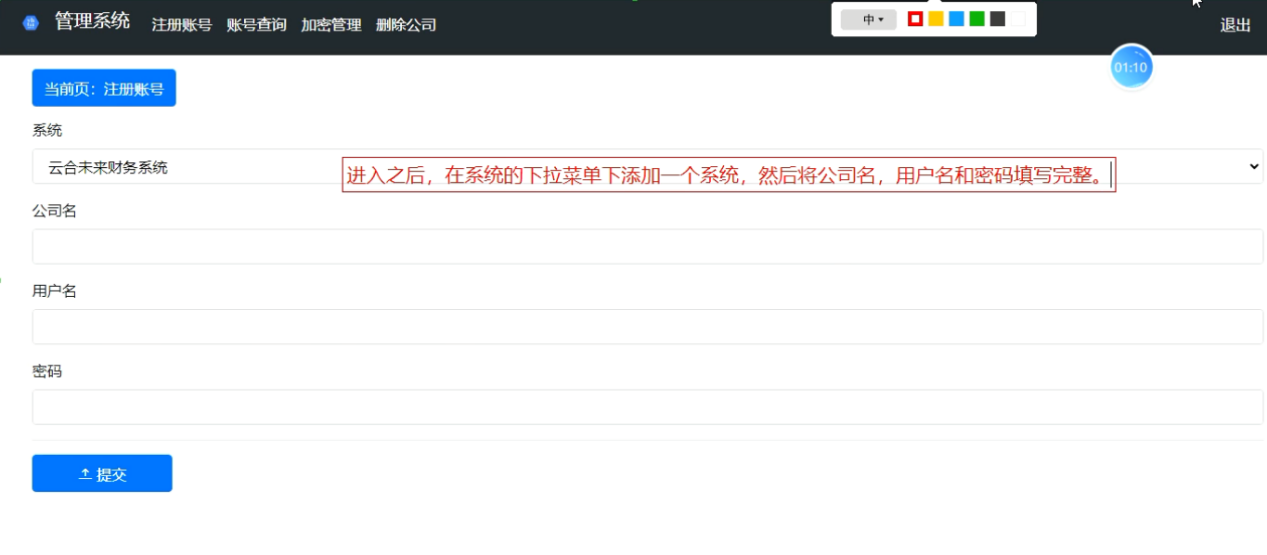 管理系统 注册账号 账号查询 加密管理 删除公司 中 退出
01:10
当前页：注册账号
系统
云合未来财务系统
进入之后，在系统的下拉菜单下添加一个系统，然后将公司名，用户名和密码填写完整。
公司名
用户名
密码
提交